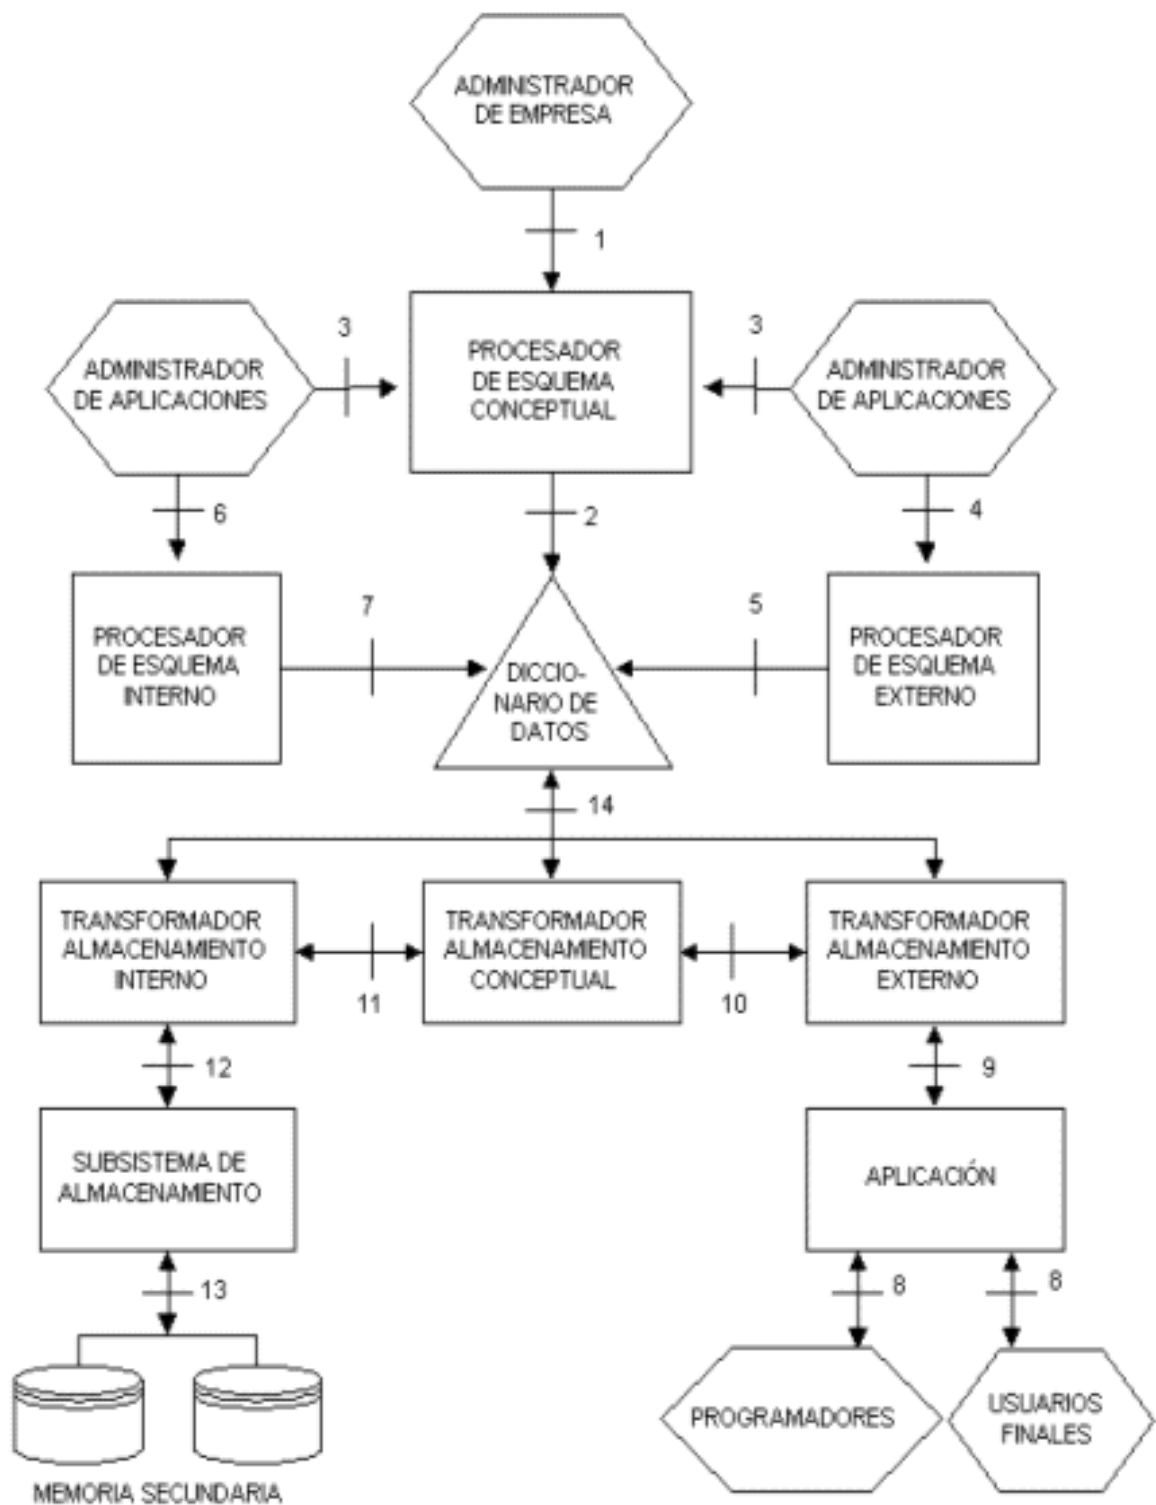 ADMINISTRADOR
DE EMPRESA
1
ADMINISTRADOR
DE APLICACIONES
3
PROCESADOR
DE ESQUEMA
CONCEPTUAL
3
ADMINISTRADOR
DE APLICACIONES
6
2
4
PROCESADOR
DE ESQUEMA
INTERNO
7
DICCIO-
NARIO DE
DATOS
5
PROCESADOR
DE ESQUEMA
EXTERNO
14
TRANSFORMADOR
ALMACENAMIENTO
INTERNO
11
TRANSFORMADOR
ALMACENAMIENTO
CONCEPTUAL
10
TRANSFORMADOR
ALMACENAMIENTO
EXTERNO
12
9
SUBSISTEMA DE
ALMACENAMIENTO
APLICACIÓN
13
8
8
MEMORIA SECUNDARIA
PROGRAMADORES
USUARIOS
FINALES